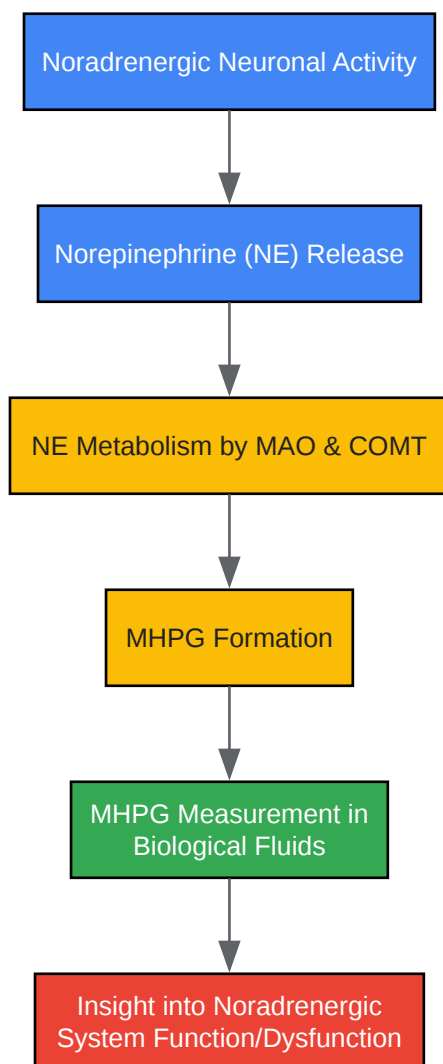 Noradrenergic Neuronal Activity
Norepinephrine (NE) Release
NE Metabolism by MAO & COMT
MHPG Formation
MHPG Measurement in
Biological Fluids
Insight into Noradrenergic
System Function/Dysfunction